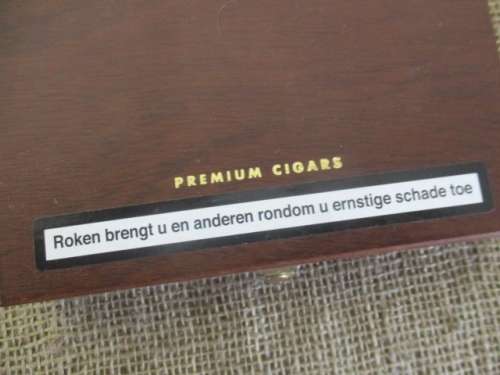 PREMIUM CIGARS
Roken brengt u en anderen rondom u ernstige schade toe